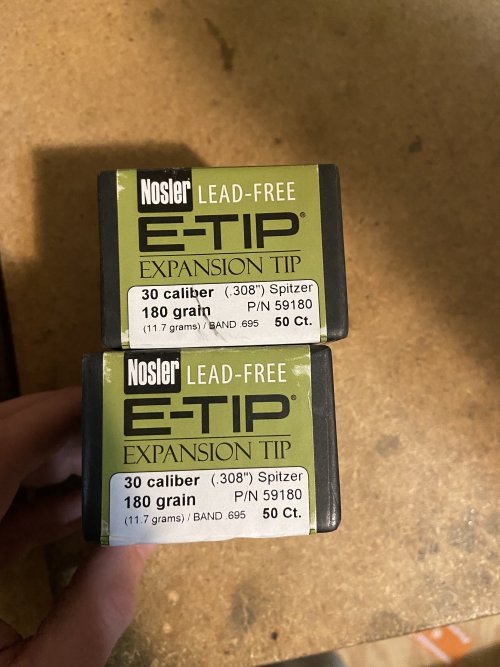 Nosler LEAD-FREE
E-TIP®
EXPANSION TIP
30 caliber (.308") Spitzer
180 grain P/N 59180
(11.7 grams) / BAND .695 50 Ct.
Nosler LEAD-FREE
E-TIP®
EXPANSION TIP
30 caliber (.308") Spitzer
180 grain P/N 59180
(11.7 grams) / BAND .695 50 Ct.